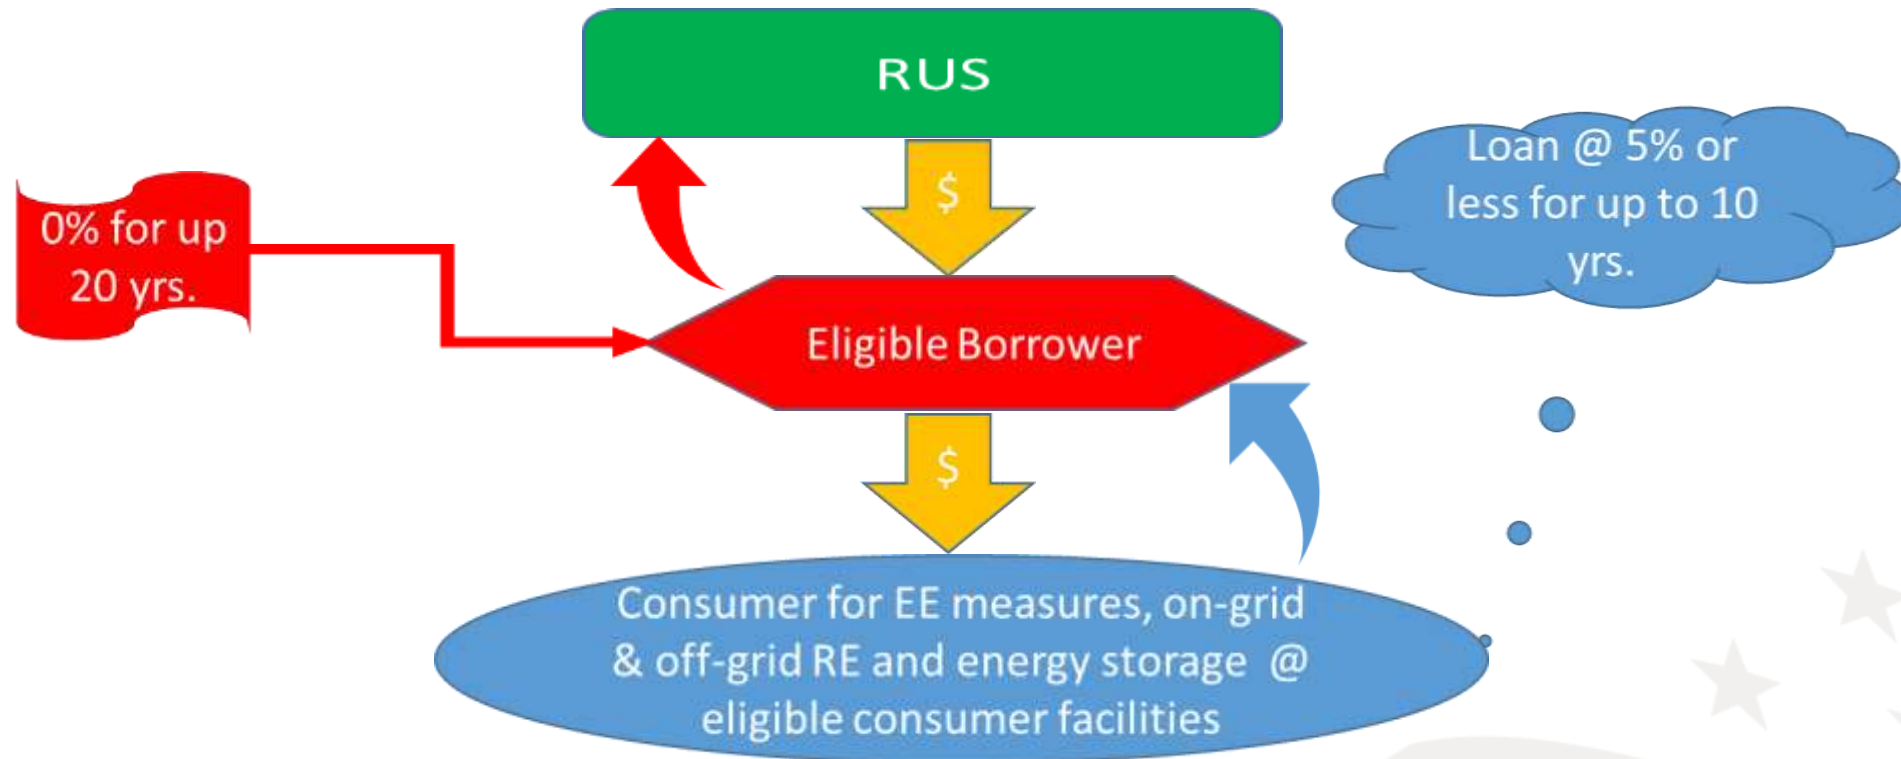 RUS
$
Loan @ 5% or
less for up to 10
yrs.
0% for up
20 yrs.
Eligible Borrower
$
Consumer for EE measures, on-grid
& off-grid RE and energy storage @
eligible consumer facilities